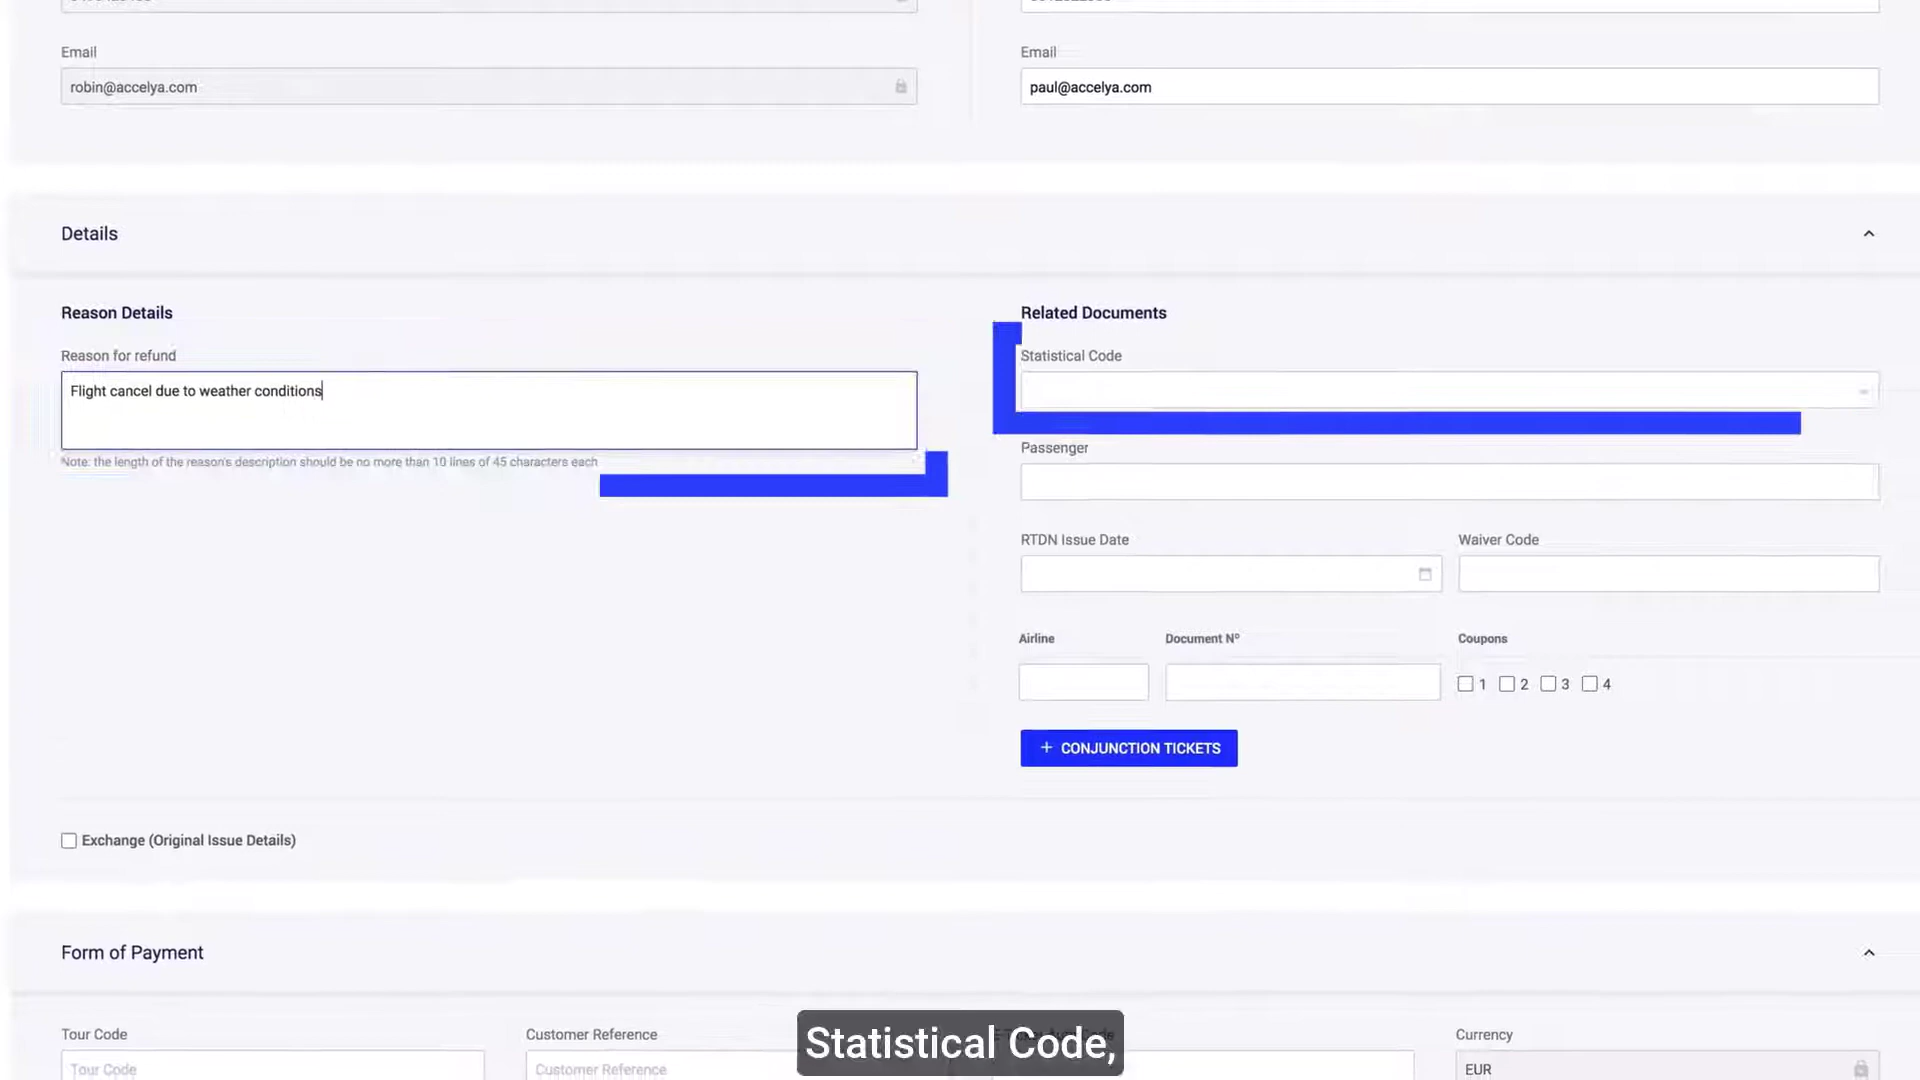 Email
Email
robin@accelya.com
paul@accelya.com
Details
Reason Details
Related Documents
Reason for refund
Statistical Code
Flight cancel due to weather conditions
Note: the length of the reason's description should be no more than 10 lines of 45 characters each
Passenger
RTDN Issue Date
Waiver Code
Airline
Document Nº
Coupons
1
2
3
4
+ CONJUNCTION TICKETS
Exchange (Original Issue Details)
Form of Payment
Tour Code
Customer Reference
Currency
Tour Code
Customer Reference
EUR
Statistical Code,